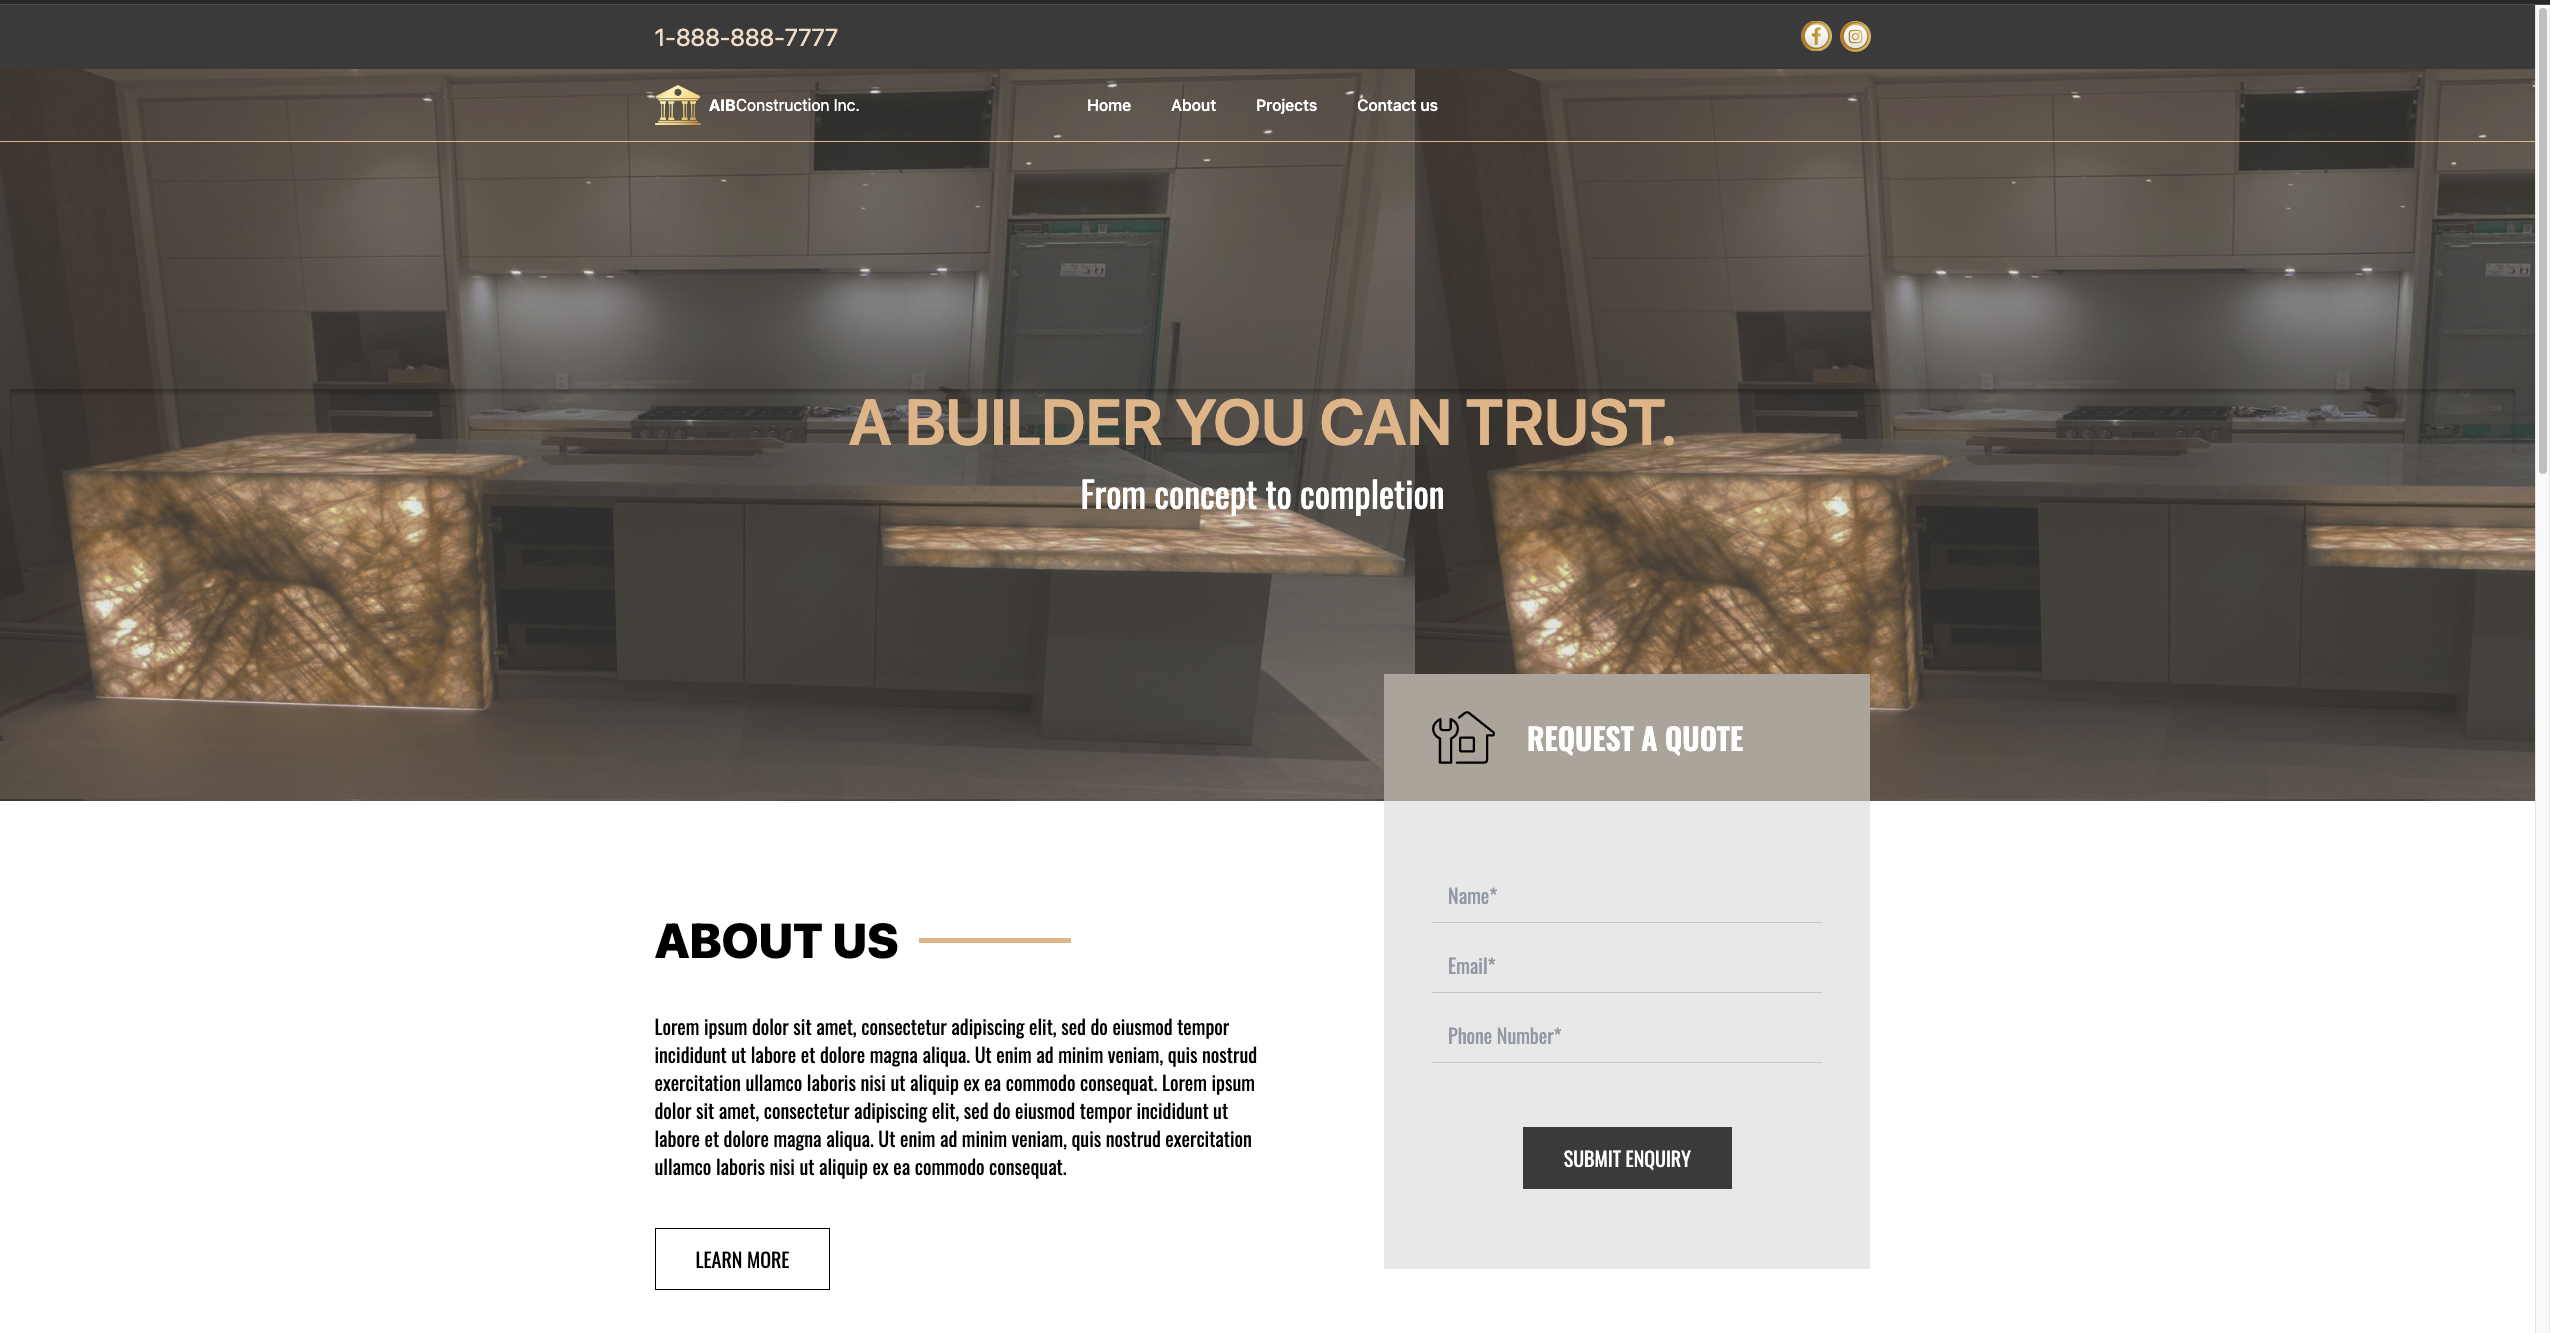 1-888-888-7777
AIBConstruction Inc.
Home About Projects Contact us
A BUILDER YOU CAN TRUST.
From concept to completion
REQUEST A QUOTE
Name*
Email*
Phone Number*
SUBMIT ENQUIRY
ABOUT US
Lorem ipsum dolor sit amet, consectetur adipiscing elit, sed do eiusmod tempor
incididunt ut labore et dolore magna aliqua. Ut enim ad minim veniam, quis nostrud
exercitation ullamco laboris nisi ut aliquip ex ea commodo consequat. Lorem ipsum
dolor sit amet, consectetur adipiscing elit, sed do eiusmod tempor incididunt ut
labore et dolore magna aliqua. Ut enim ad minim veniam, quis nostrud exercitation
ullamco laboris nisi ut aliquip ex ea commodo consequat.
LEARN MORE